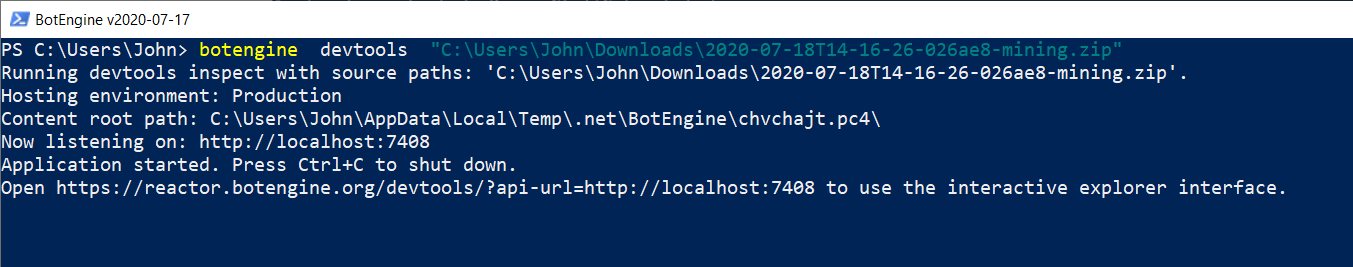 BotEngine v2020-07-17
PS C:\Users\John> botengine  devtools  "C:\Users\John\Downloads\2020-07-18T14-16-26-026ae8-mining.zip"
Running devtools inspect with source paths: 'C:\Users\John\Downloads\2020-07-18T14-16-26-026ae8-mining.zip'.
Hosting environment: Production
Content root path: C:\Users\John\AppData\Local\Temp\.net\BotEngine\chvchajt.pc4\
Now listening on: http://localhost:7408
Application started. Press Ctrl+C to shut down.
Open https://reactor.botengine.org/devtools/?api-url=http://localhost:7408 to use the interactive explorer interface.